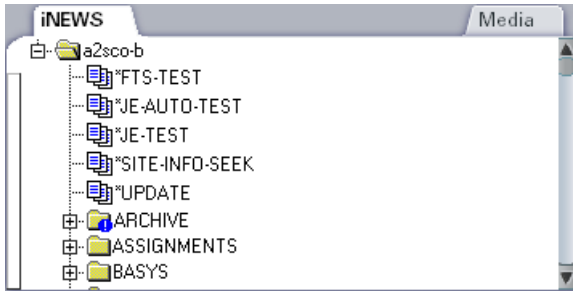 iNEWS Media
a2sco-b
*FTS-TEST
*JE-AUTO-TEST
*JE-TEST
*SITE-INFO-SEEK
*UPDATE
ARCHIVE
ASSIGNMENTS
BASYS